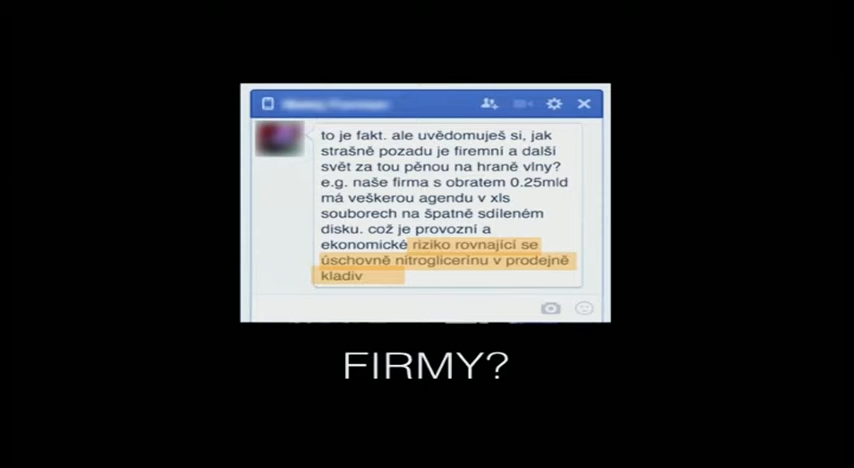 to je fakt. ale uvědomuješ si, jak
strašně pozadu je firemní a další
svět za tou pěnou na hraně vlny?
e.g. naše firma s obratem 0.25mld
má veškerou agendu v xls
souborech na špatně sdíleném
disku. což je provozní a
ekonomické riziko rovnající se
úschovně nitroglicerínu v prodejně
kladiv
FIRMY?